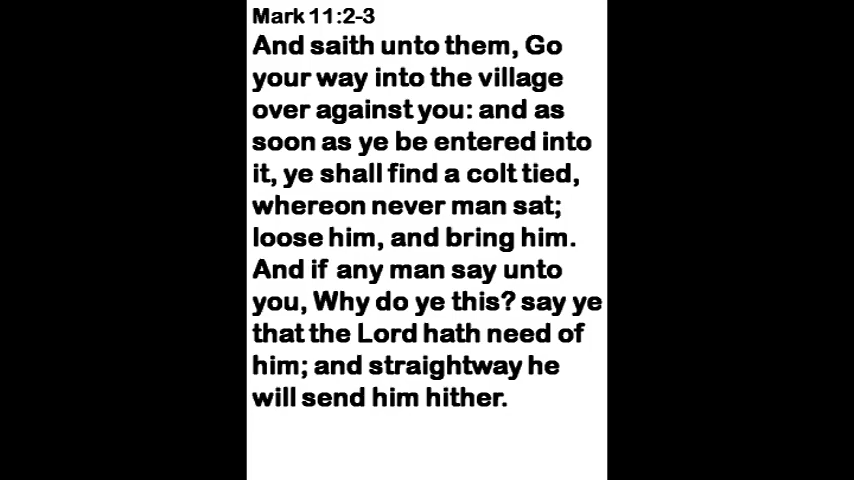 Mark 11:2-3
And saith unto them, Go
your way into the village
over against you: and as
soon as ye be entered into
it, ye shall find a colt tied,
whereon never man sat;
loose him, and bring him.
And if any man say unto
you, Why do ye this? say ye
that the Lord hath need of
him; and straightway he
will send him hither.